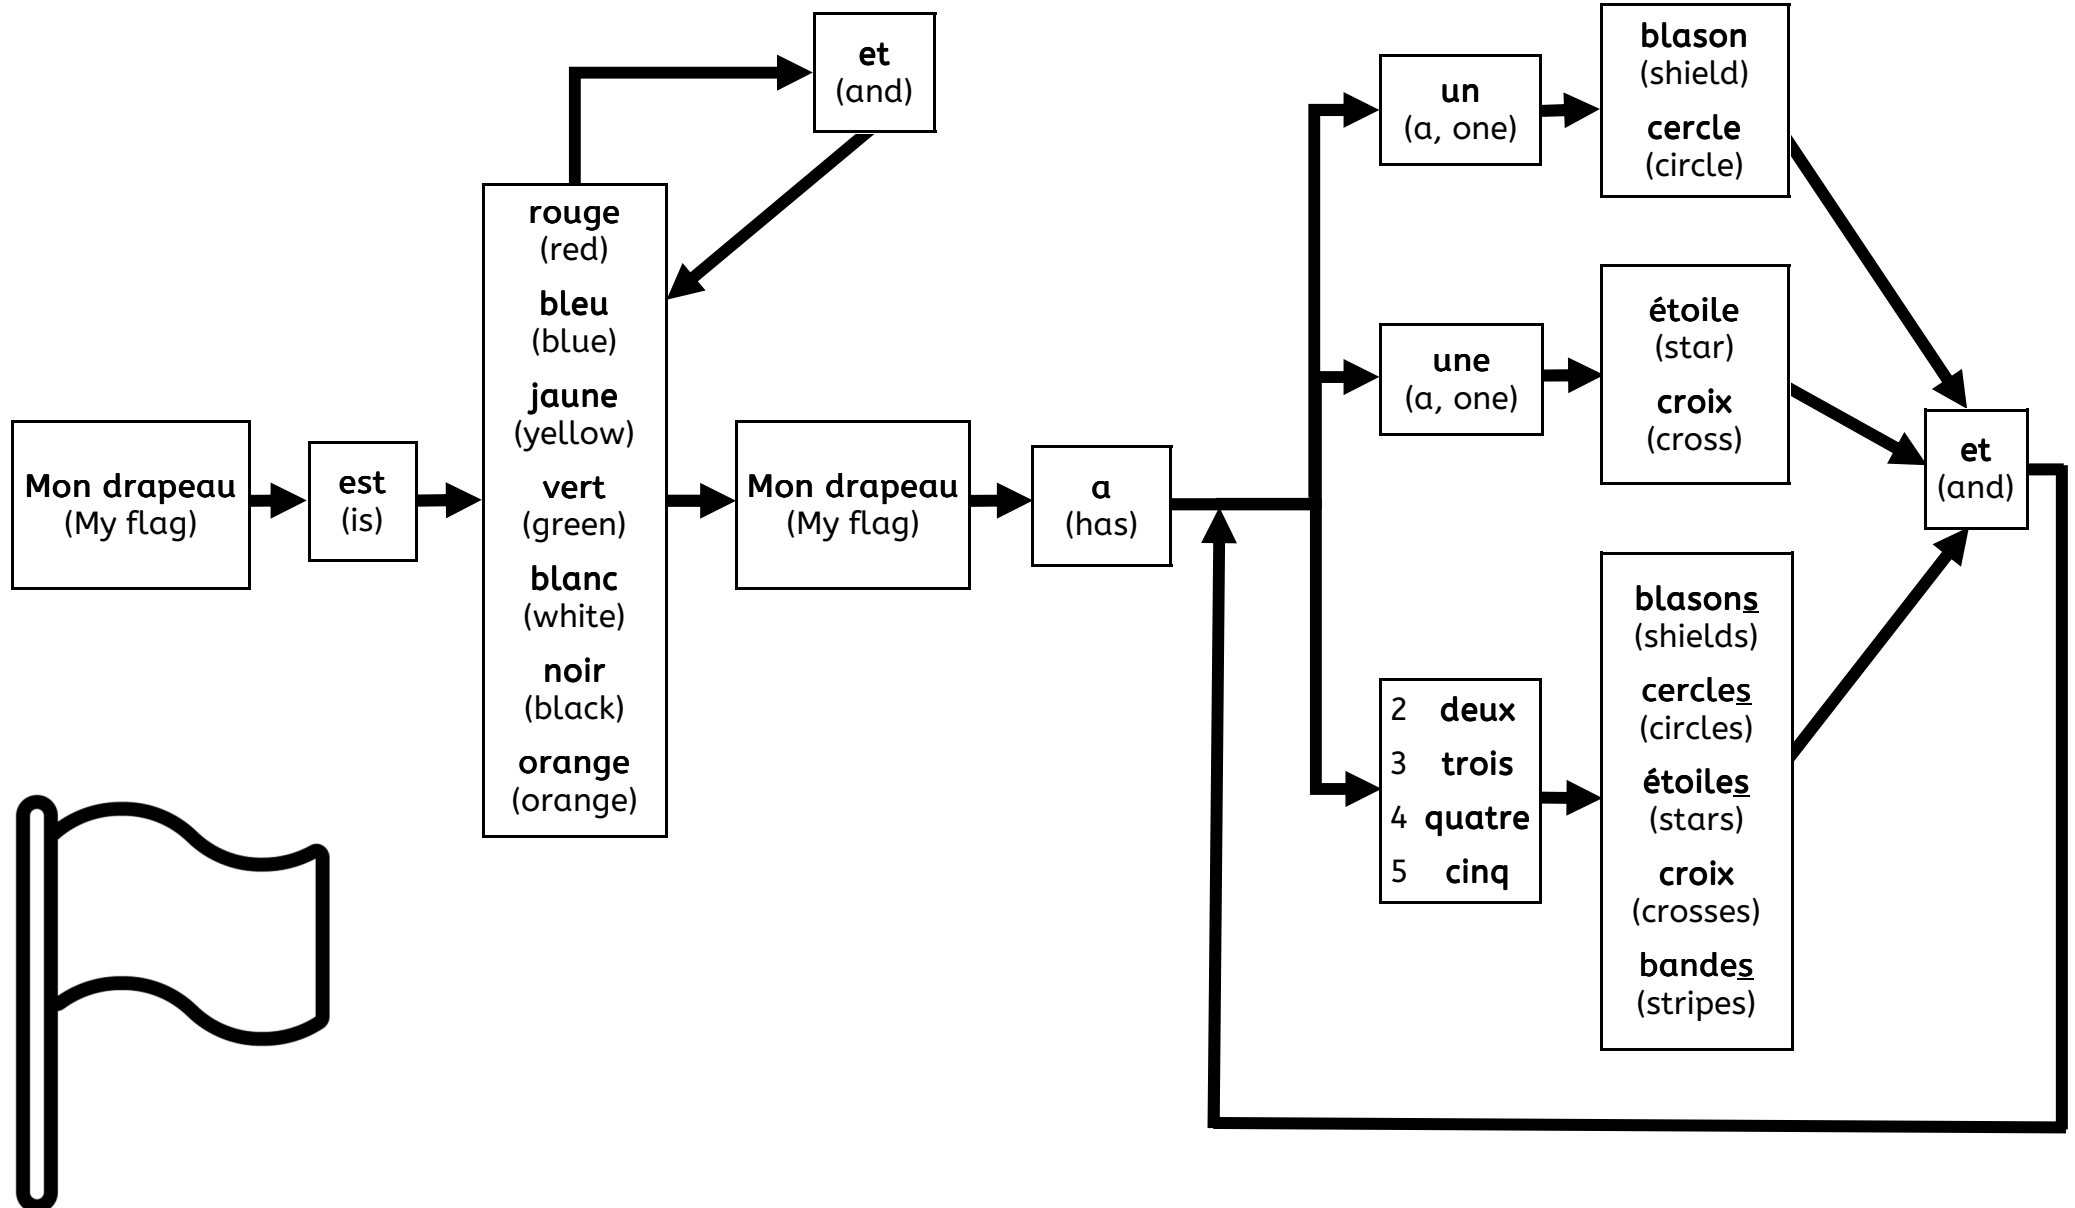 Mon drapeau
(My flag)
est
(is)
rouge
(red)
bleu
(blue)
jaune
(yellow)
vert
(green)
blanc
(white)
noir
(black)
orange
(orange)
et
(and)
Mon drapeau
(My flag)
a
(has)
un
(a, one)
blason
(shield)
cercle
(circle)
une
(a, one)
étoile
(star)
croix
(cross)
2 deux
3 trois
4 quatre
5 cinq
blasons
(shields)
cercles
(circles)
étoiles
(stars)
croix
(crosses)
bandes
(stripes)
et
(and)